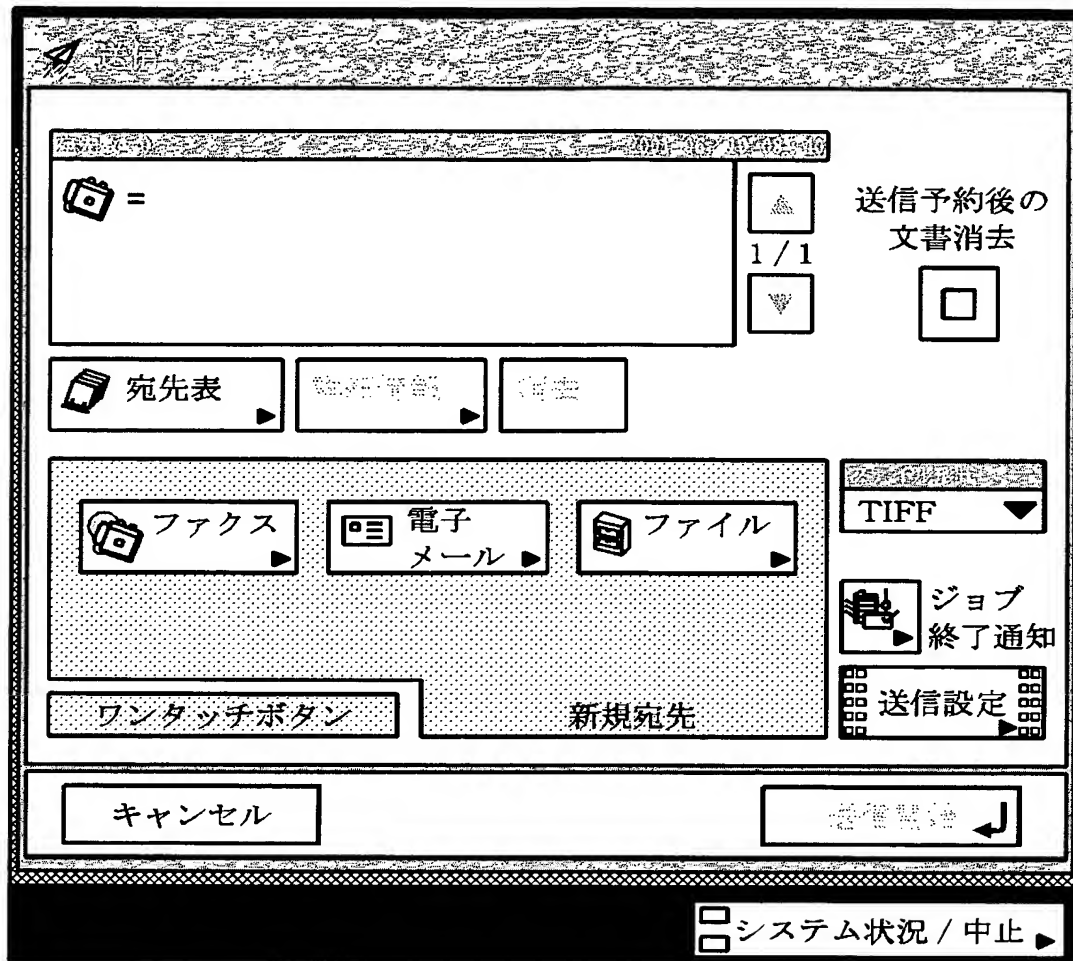 送信
=
1/1
送信予約後の
文書消去
宛先表
ファクス
電子
メール
ファイル
TIFF
ジョブ
終了通知
送信設定
ワンタッチボタン
新規宛先
キャンセル
システム状況/中止